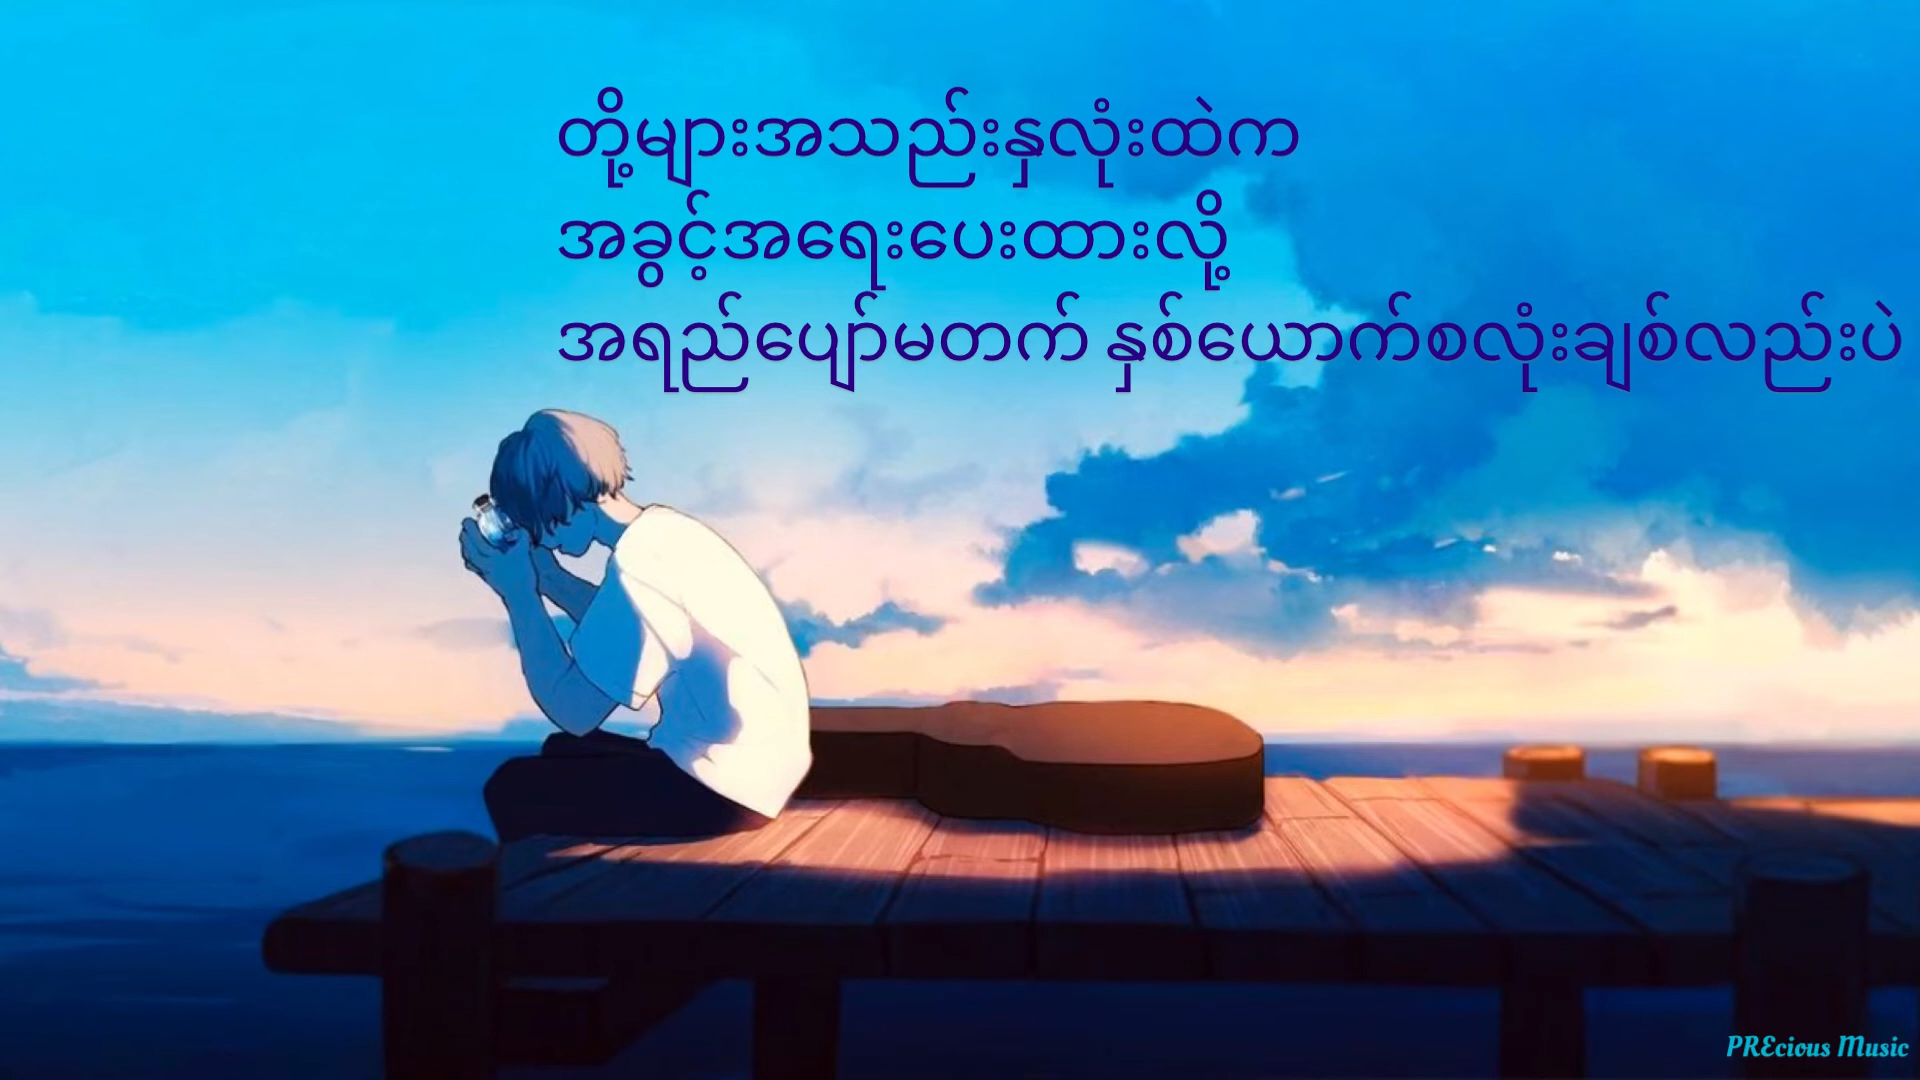 တို့များအသည်းနှလုံးထဲက
အခွင့်အရေးပေးထားလို့
အရည်ပျော်မတက် နှစ်ယောက်စလုံးချစ်လည်းပဲ
PREcious Music